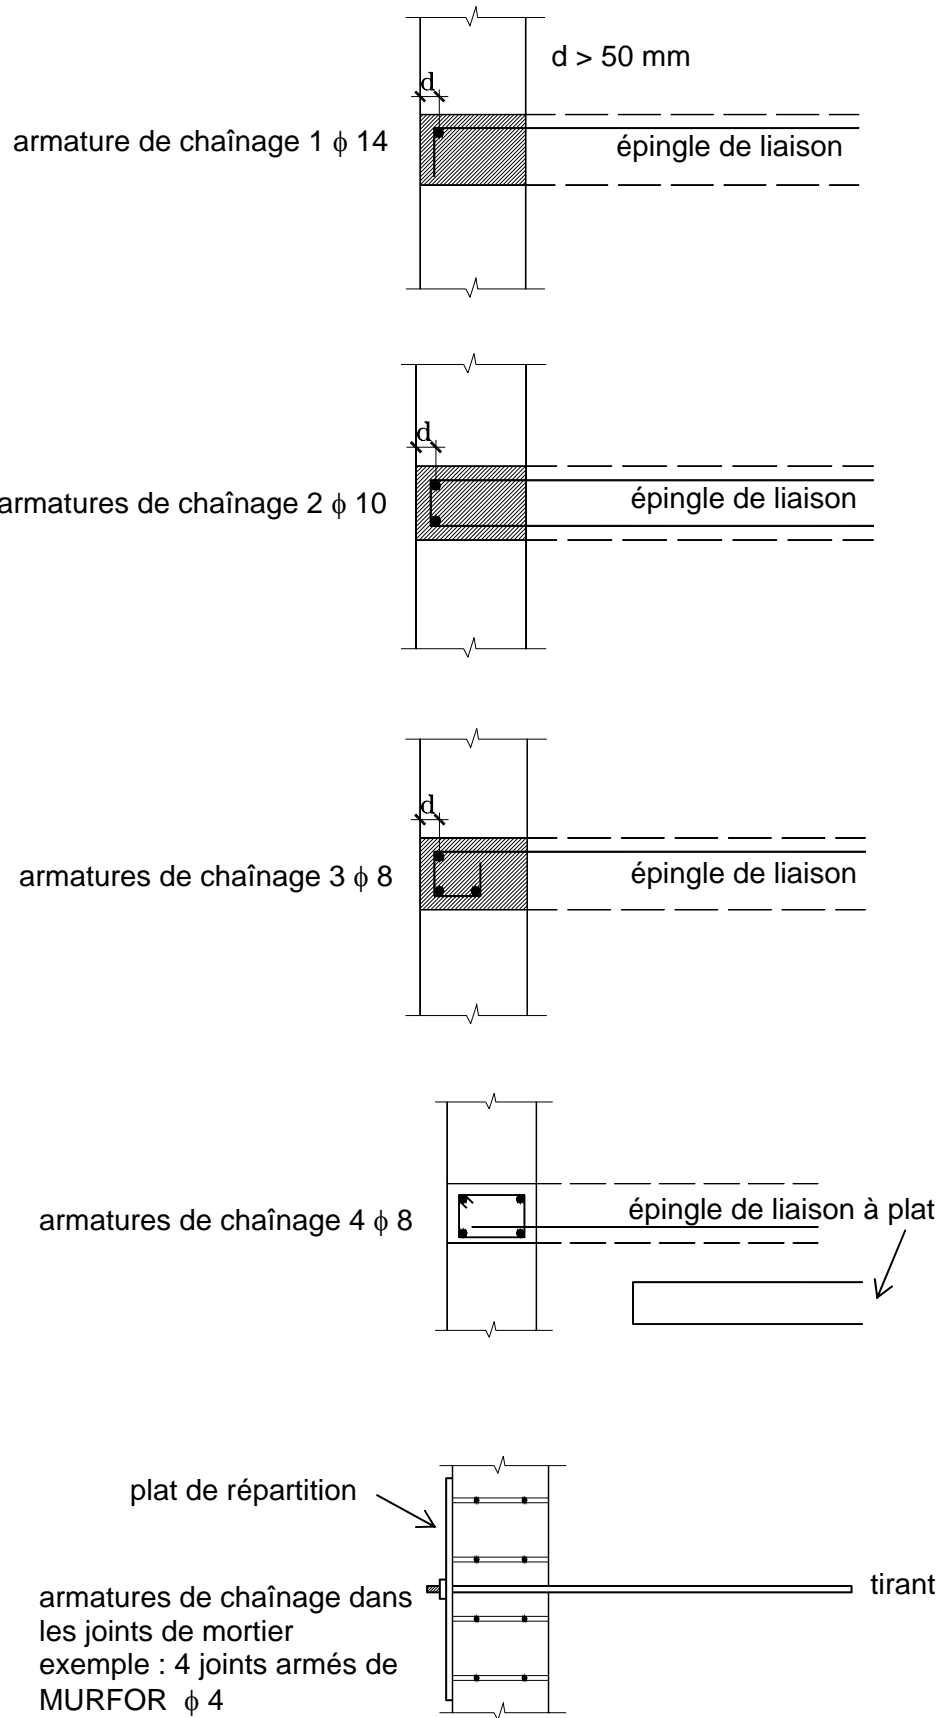 d > 50 mm
d
armature de chaînage 1 ϕ 14
épingle de liaison
d
armatures de chaînage 2 ϕ 10
épingle de liaison
d
armatures de chaînage 3 ϕ 8
épingle de liaison
armatures de chaînage 4 ϕ 8
épingle de liaison à plat
plat de répartition
tirant
armatures de chaînage dans
les joints de mortier
exemple : 4 joints armés de
MURFOR ϕ 4